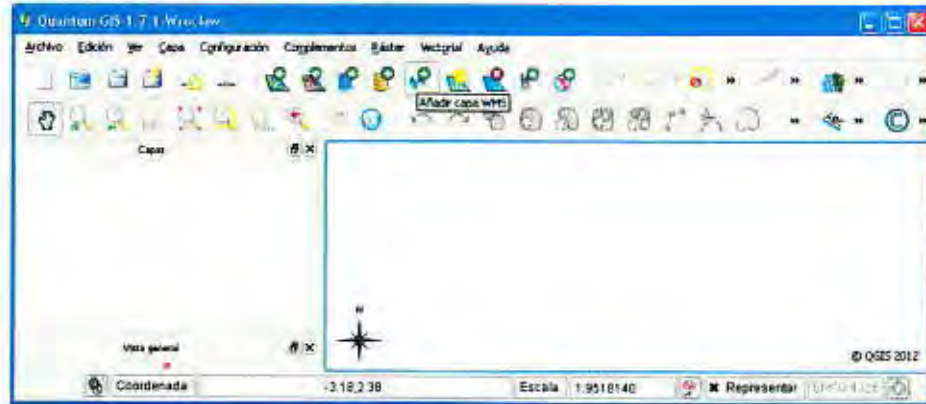 Quantum GIS 1.7.1-Wroclaw
Archivo Edición Ver Capa Configuración Complementos Ráster Vectorial Ayuda
Añadir capa WMS
Capas
Vista general
N
© QGIS 2012
Coordenada -3.18,2.38 Escala 1:9518140 Representar